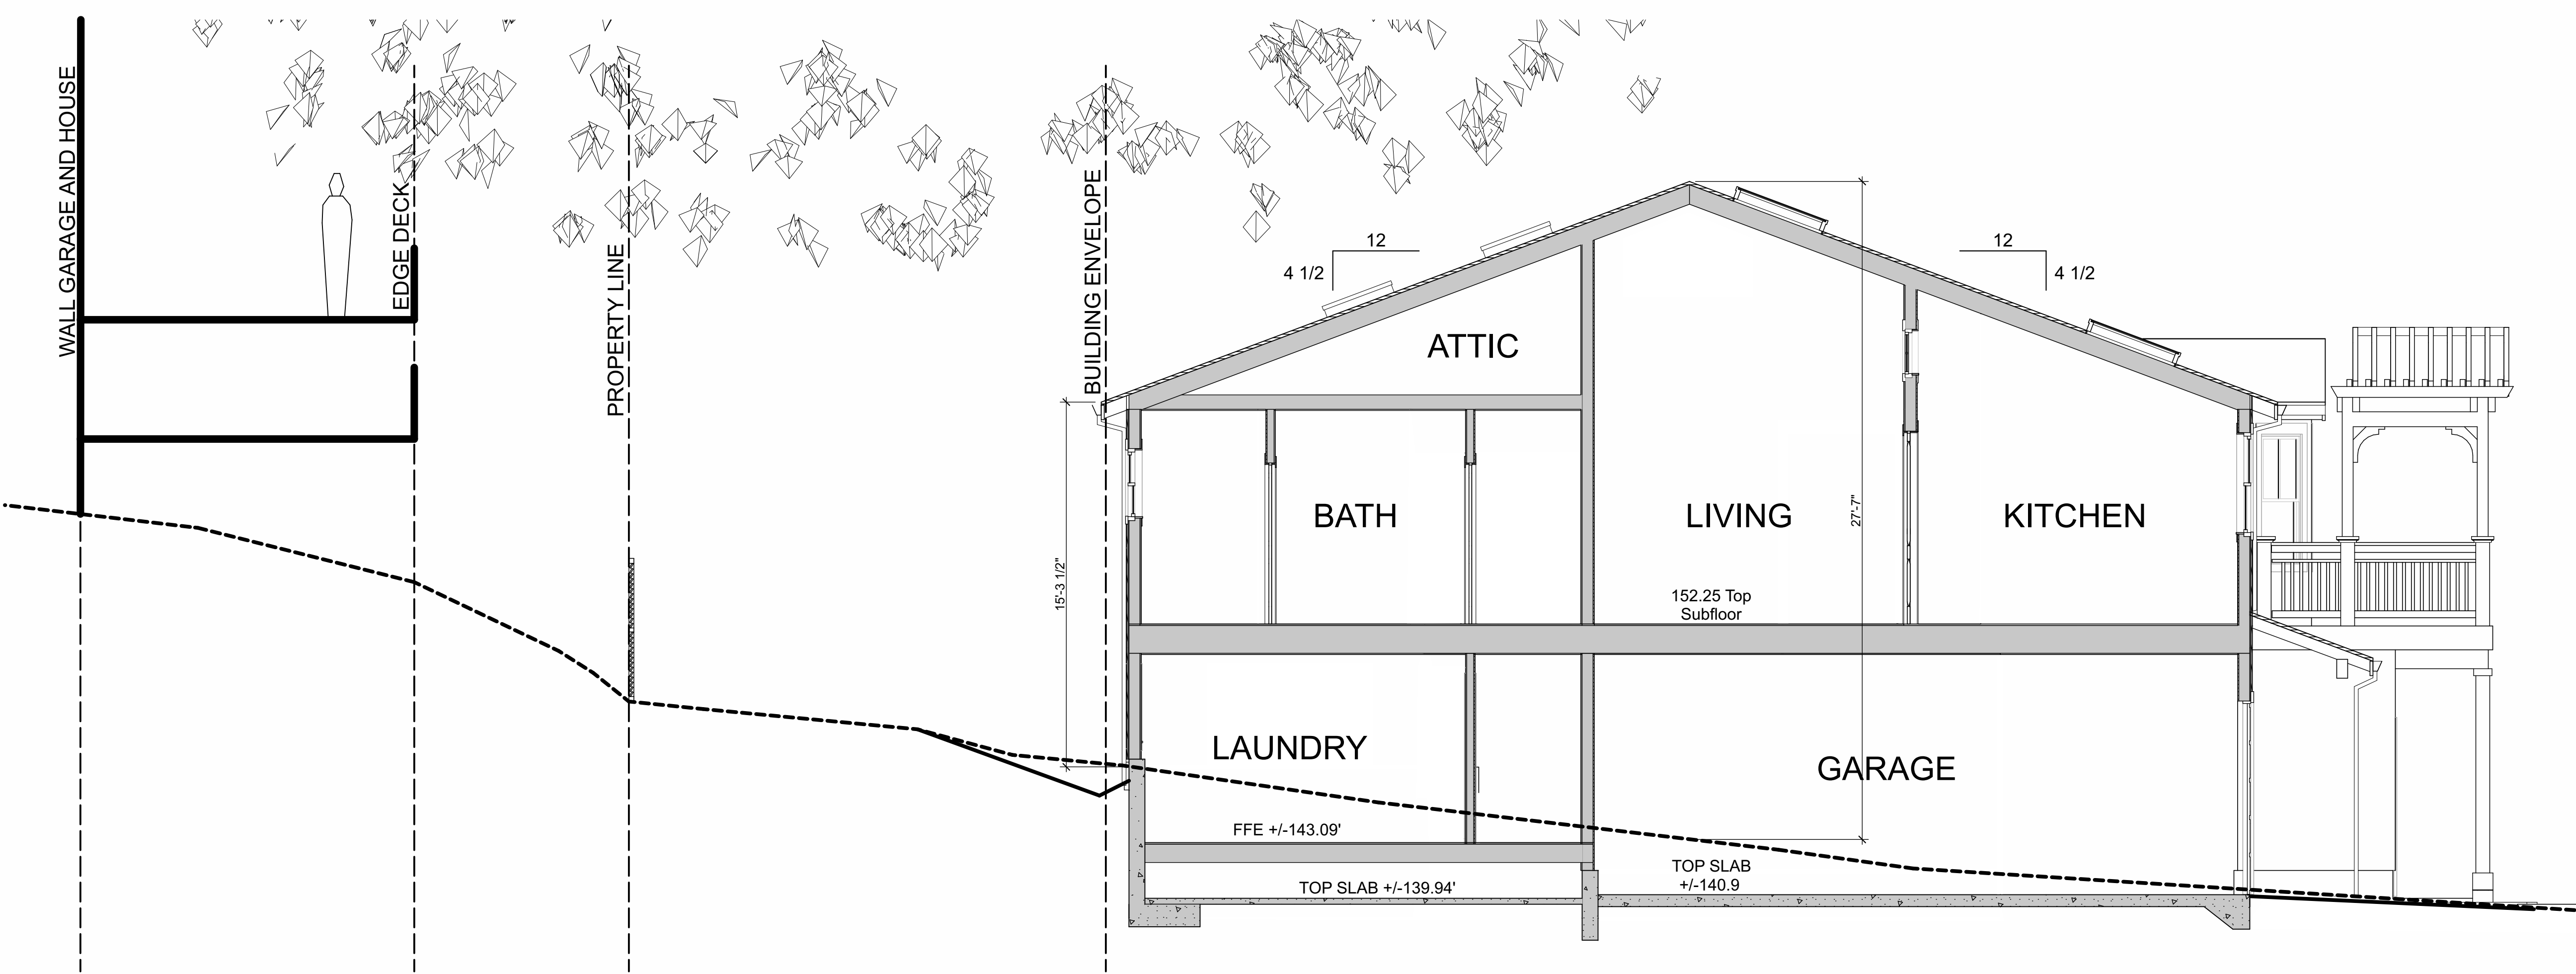 WALL GARAGE AND HOUSE
EDGE DECK
PROPERTY LINE
BUILDING ENVELOPE
12
4 1/2
12
4 1/2
ATTIC
15'-3 1/2"
BATH
LIVING
27'-7"
KITCHEN
152.25 Top
Subfloor
LAUNDRY
GARAGE
FFE +/-143.09'
TOP SLAB +/-139.94'
TOP SLAB
+/-140.9